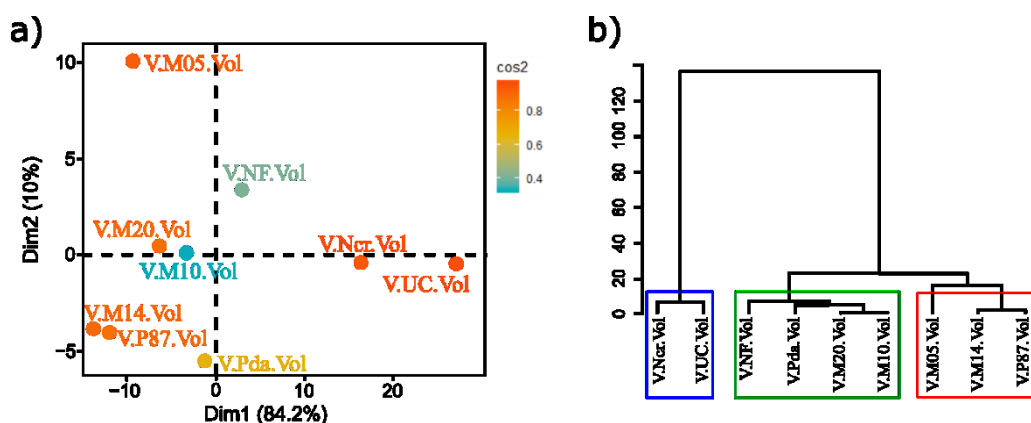 a)
10
5
0
−5
Dim2 (10%)
V.M05.Vol
V.NF.Vol
V.M20.Vol
V.M10.Vol
V.Ncr.Vol
V.UC.Vol
V.M14.Vol
V.P87.Vol
V.Pda.Vol
−10
0
10
20
Dim1 (84.2%)
cos2
0.8
0.6
0.4
b)
0 20 40 60 80 100 120 140
V.Ncr.Vol
V.UC.Vol
V.NF.Vol
V.Pda.Vol
V.M20.Vol
V.M10.Vol
V.M05.Vol
V.M14.Vol
V.P87.Vol